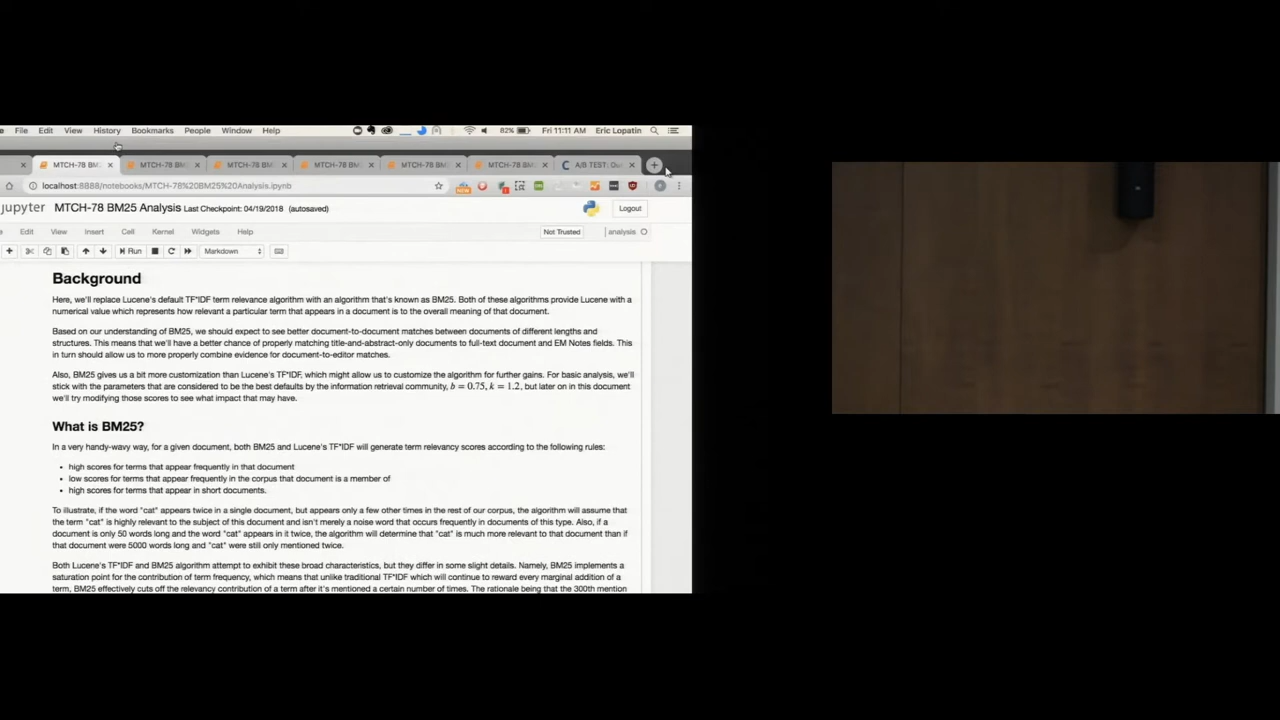 File Edit View History Bookmarks People Window Help 82% Fri 11:11 AM Eric Lopatin
MTCH-78 BM2 MTCH-78 BM2 MTCH-78 BM2 MTCH-78 BM2 MTCH-78 BM2 MTCH-78 BM2 A/B TEST: Our
localhost:8888/notebooks/MTCH-78%20BM25%20Analysis.ipynb
NEW
jupyter MTCH-78 BM25 Analysis Last Checkpoint: 04/19/2018 (autosaved) Logout
Edit View Insert Cell Kernel Widgets Help Not Trusted analysis
Run Markdown
Background
Here, we'll replace Lucene's default TF*IDF term relevance algorithm with an algorithm that's known as BM25. Both of these algorithms provide Lucene with a
numerical value which represents how relevant a particular term that appears in a document is to the overall meaning of that document.
Based on our understanding of BM25, we should expect to see better document-to-document matches between documents of different lengths and
structures. This means that we'll have a better chance of properly matching title-and-abstract-only documents to full-text document and EM Notes fields. This
in turn should allow us to more properly combine evidence for document-to-editor matches.
Also, BM25 gives us a bit more customization than Lucene's TF*IDF, which might allow us to customize the algorithm for further gains. For basic analysis, we'll
stick with the parameters that are considered to be the best defaults by the information retrieval community, b = 0.75, k = 1.2, but later on in this document
we'll try modifying those scores to see what impact that may have.
What is BM25?
In a very handy-wavy way, for a given document, both BM25 and Lucene's TF*IDF will generate term relevancy scores according to the following rules:
• high scores for terms that appear frequently in that document
• low scores for terms that appear frequently in the corpus that document is a member of
• high scores for terms that appear in short documents.
To illustrate, if the word "cat" appears twice in a single document, but appears only a few other times in the rest of our corpus, the algorithm will assume that
the term "cat" is highly relevant to the subject of this document and isn't merely a noise word that occurs frequently in documents of this type. Also, if a
document is only 50 words long and the word "cat" appears in it twice, the algorithm will determine that "cat" is much more relevant to that document than if
that document were 5000 words long and "cat" were still only mentioned twice.
Both Lucene's TF*IDF and BM25 algorithm attempt to exhibit these broad characteristics, but they differ in some slight details. Namely, BM25 implements a
saturation point for the contribution of term frequency, which means that unlike traditional TF*IDF which will continue to reward every marginal addition of a
term, BM25 effectively cuts off the relevancy contribution of a term after it's mentioned a certain number of times. The rationale being that the 300th mention